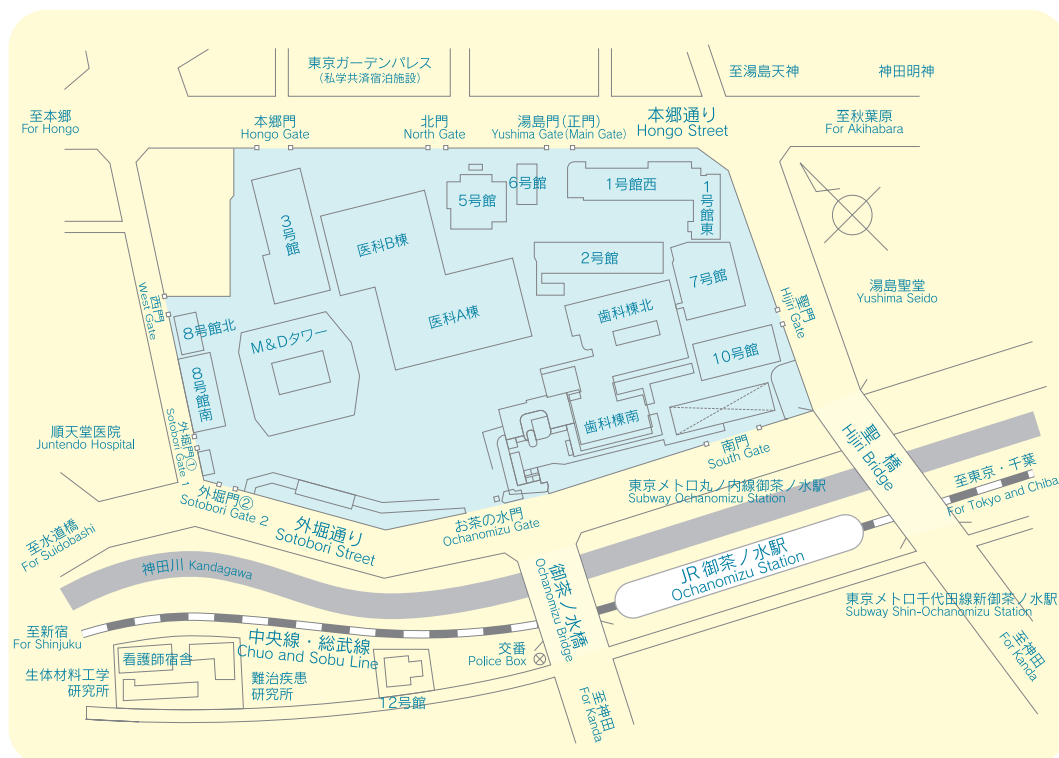 東京ガーデンパレス
(私学共済宿泊施設)
至湯島天神
神田明神
至本郷
For Hongo
本郷門
Hongo Gate
北門
North Gate
湯島門(正門)
Yushima Gate(Main Gate)
本郷通り
Hongo Street
至秋葉原
For Akihabara
3号館
医科B棟
5号館
6号館
1号館西
1号館東
2号館
7号館
湯島聖堂
Yushima Seido
西門
West Gate
8号館北
M&Dタワー
医科A棟
歯科棟北
聖門
Hijiri Gate
10号館
8号館南
歯科棟南
順天堂医院
Juntendo Hospital
外堀門①
Sotobori Gate 1
外堀門②
Sotobori Gate 2
外堀通り
Sotobori Street
お茶の水門
Ochanomizu Gate
南門
South Gate
東京メトロ丸ノ内線御茶ノ水駅
Subway Ochanomizu Station
聖橋
Hijiri Bridge
至東京・千葉
For Tokyo and Chiba
至水道橋
For Suidobashi
神田川 Kandagawa
御茶ノ水橋
Ochanomizu Bridge
JR 御茶ノ水駅
Ochanomizu Station
東京メトロ千代田線新御茶ノ水駅
Subway Shin-Ochanomizu Station
至新宿
For Shinjuku
中央線・総武線
Chuo and Sobu Line
交番
Police Box
至神田
For Kanda
看護師宿舎
生体材料工学
研究所
難治疾患
研究所
12号館
至神田
For Kanda